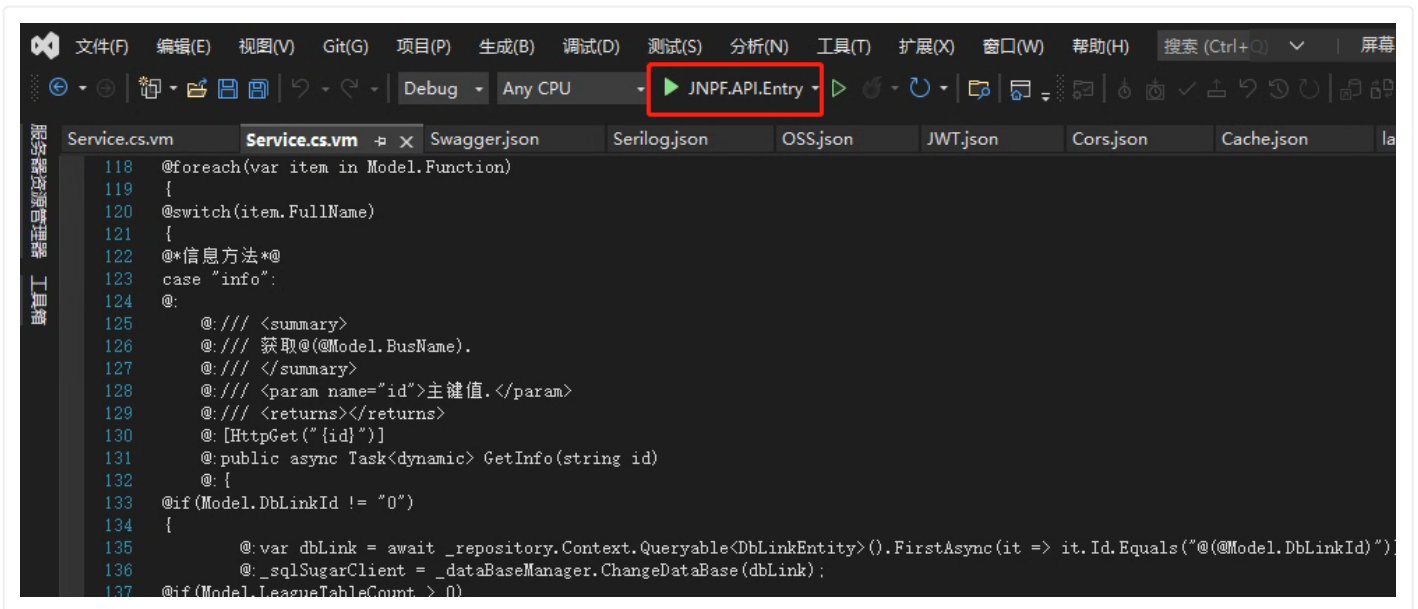 文件(F) 编辑(E) 视图(V) Git(G) 项目(P) 生成(B) 调试(D) 测试(S) 分析(N) 工具(T) 扩展(X) 窗口(W) 帮助(H) 搜索 (Ctrl+Q) 屏幕
Debug Any CPU JNPF.API.Entry
服务器资源管理器
工具箱
Service.cs.vm Service.cs.vm Swagger.json Serilog.json OSS.json JWT.json Cors.json Cache.json la
118 @foreach(var item in Model.Function)
119 {
120 @switch(item.FullName)
121 {
122 @*信息方法*@
123 case "info":
124 @:
125 @:/// <summary>
126 @:/// 获取@(@Model.BusName).
127 @:/// </summary>
128 @:/// <param name="id">主键值.</param>
129 @:/// <returns></returns>
130 @:[HttpGet("{id}")]
131 @:public async Task<dynamic> GetInfo(string id)
132 @:{
133 @if(Model.DbLinkId != "0")
134 {
135 @:var dbLink = await _repository.Context.Queryable<DbLinkEntity>().FirstAsync(it => it.Id.Equals("@(@Model.DbLinkId)")
136 @:_sqlSugarClient = _dataBaseManager.ChangeDataBase(dbLink);
137 @if(Model.LeagueTableCount > 0)